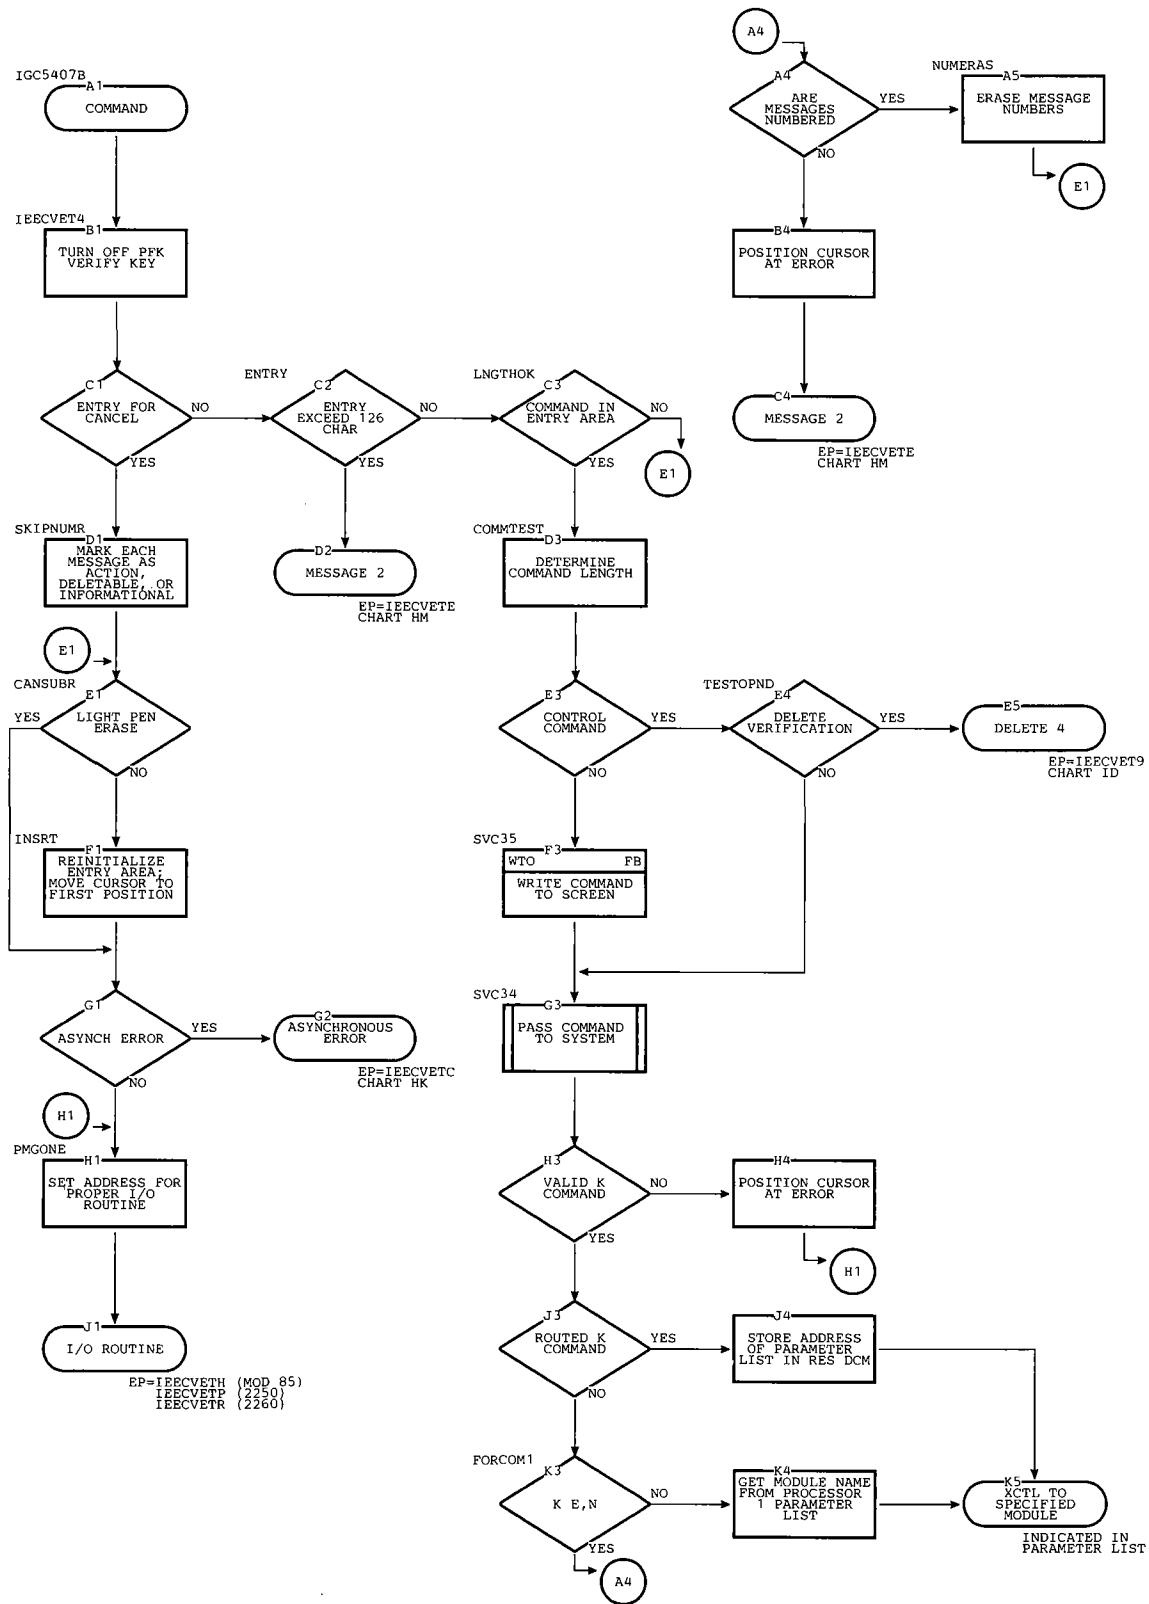 IGC5407B
A1
COMMAND
IEECVET4
B1
TURN OFF PFK
VERIFY KEY
C1
ENTRY FOR
CANCEL
NO
YES
ENTRY
C2
ENTRY
EXCEED 126
CHAR
NO
YES
LNGTHOK
C3
COMMAND IN
ENTRY AREA
NO
YES
E1
SKIPNUMR
D1
MARK EACH
MESSAGE AS
ACTION,
DELETABLE, OR
INFORMATIONAL
D2
MESSAGE 2
EP=IEECVETE
CHART HM
COMMTEST
D3
DETERMINE
COMMAND LENGTH
E1
CANSUBR
E1
YES
LIGHT PEN
ERASE
NO
E3
CONTROL
COMMAND
YES
NO
TESTOPND
E4
DELETE
VERIFICATION
YES
NO
E5
DELETE 4
EP=IEECVET9
CHART ID
INSRT
F1
REINITIALIZE
ENTRY AREA;
MOVE CURSOR TO
FIRST POSITION
SVC35
F3
WTO FB
WRITE COMMAND
TO SCREEN
G1
ASYNCH ERROR
YES
NO
G2
ASYNCHRONOUS
ERROR
EP=IEECVETC
CHART HK
SVC34
G3
PASS COMMAND
TO SYSTEM
H1
PMGONE
H1
SET ADDRESS FOR
PROPER I/O
ROUTINE
H3
VALID K
COMMAND
NO
YES
H4
POSITION CURSOR
AT ERROR
H1
J1
I/O ROUTINE
EP=IEECVETH (MOD 85)
IEECVETP (2250)
IEECVETR (2260)
J3
ROUTED K
COMMAND
YES
NO
J4
STORE ADDRESS
OF PARAMETER
LIST IN RES DCM
FORCOM1
K3
K E,N
NO
YES
A4
K4
GET MODULE NAME
FROM PROCESSOR
1 PARAMETER
LIST
K5
XCTL TO
SPECIFIED
MODULE
INDICATED IN
PARAMETER LIST
A4
A4
ARE
MESSAGES
NUMBERED
YES
NO
NUMERAS
A5
ERASE MESSAGE
NUMBERS
E1
B4
POSITION CURSOR
AT ERROR
C4
MESSAGE 2
EP=IEECVETE
CHART HM